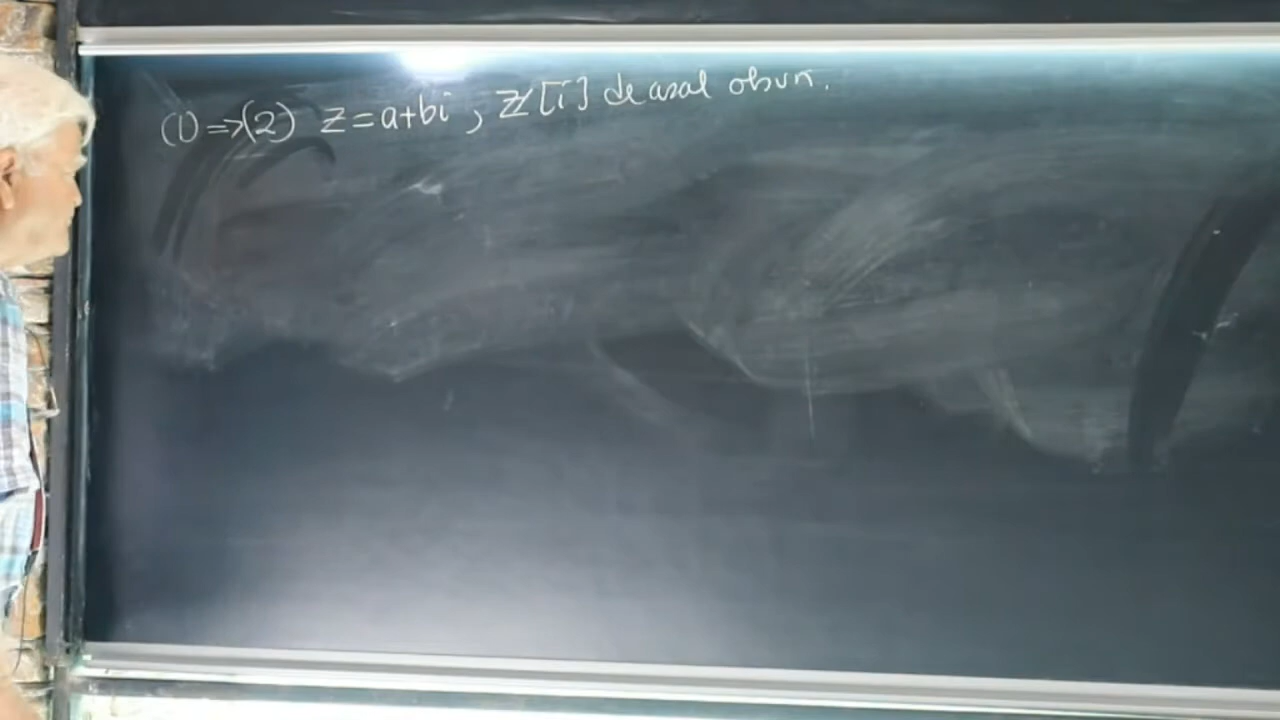 (1) ⇒ (2) z = a+bi, ℤ[i] de asal olsun.